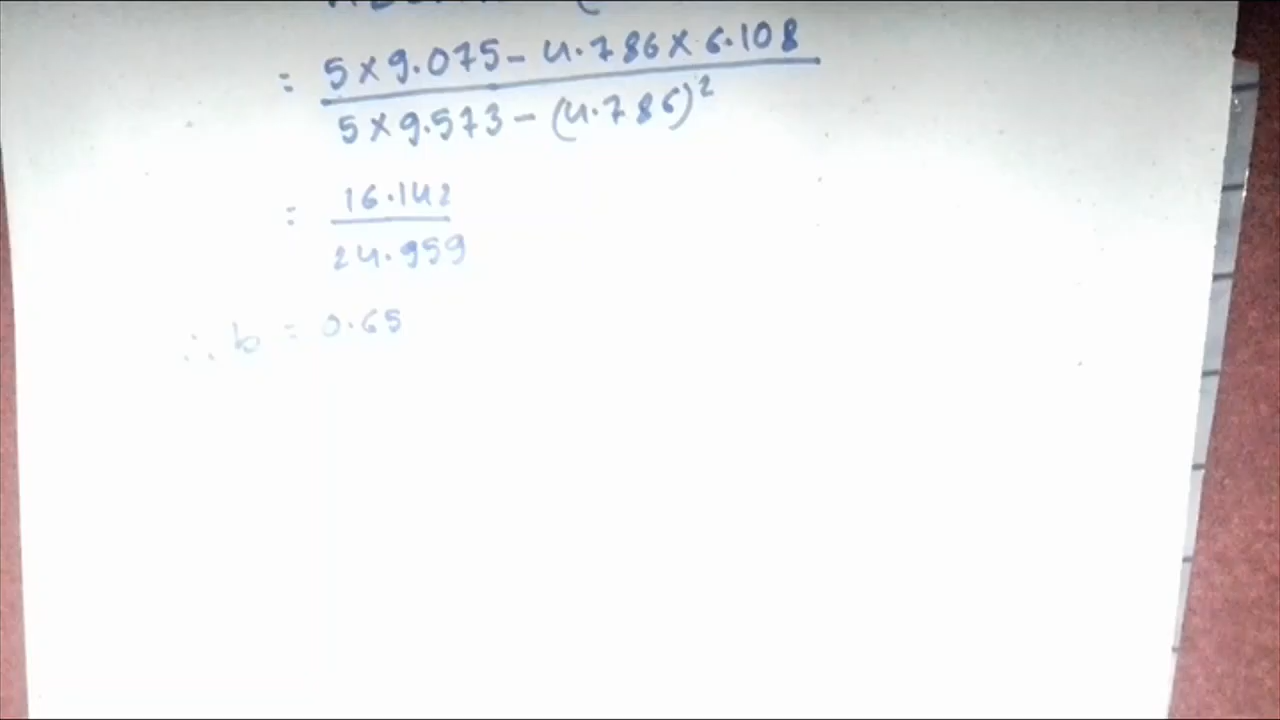 = 5×9.075 - 4.786×6.108 / 5×9.573 - (4.786)²
= 16.142 / 24.959
∴ b = 0.65